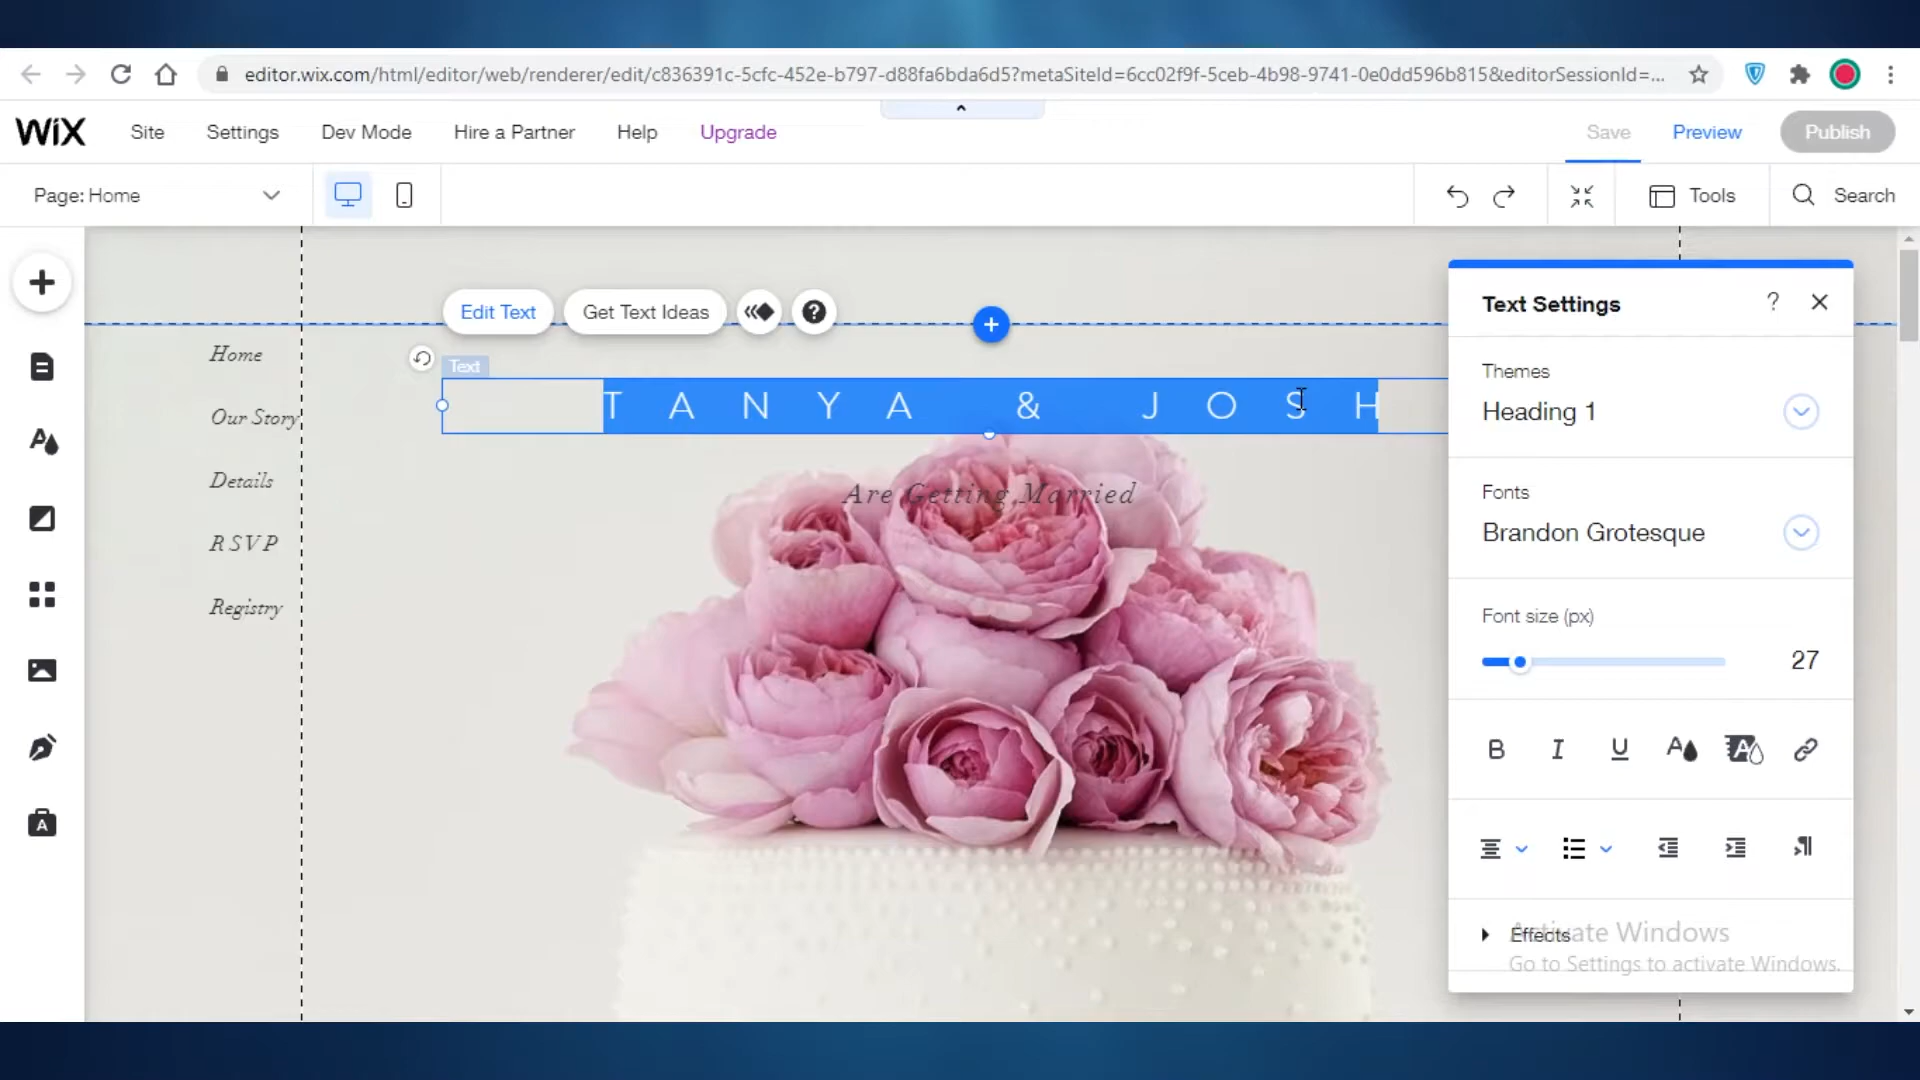 editor.wix.com/html/editor/web/renderer/edit/c836391c-5cfc-452e-b797-d88fa6bda6d5?metaSiteId=6cc02f9f-5ceb-4b98-9741-0e0dd596b815&editorSessionId=...
WiX Site Settings Dev Mode Hire a Partner Help Upgrade Save Preview Publish
Page: Home Tools Search
Edit Text Get Text Ideas ?
Text
Home
Our Story
Details
RSVP
Registry
TANYA & JOSH
Are Getting Married
Text Settings ?
Themes
Heading 1
Fonts
Brandon Grotesque
Font size (px)
27
B I U A A
Effects
Activate Windows
Go to Settings to activate Windows.